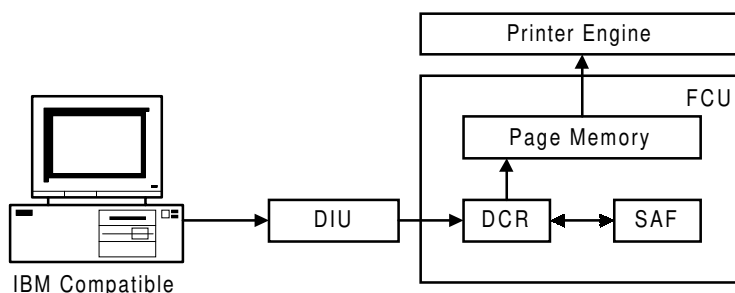 Printer Engine
FCU
Page Memory
DIU
DCR
SAF
IBM Compatible